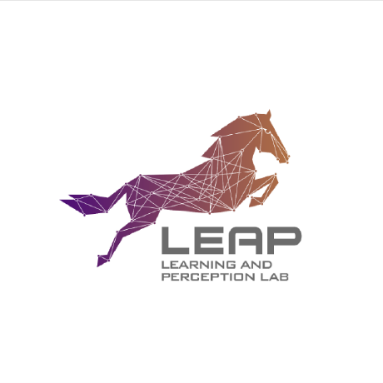 LEAP
LEARNING AND
PERCEPTION LAB